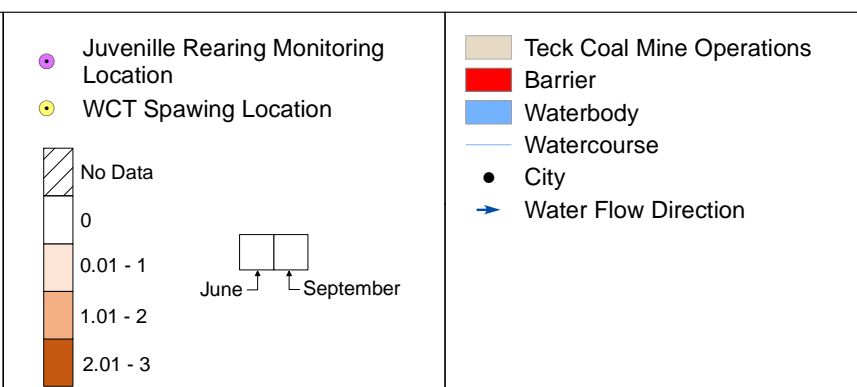 Juvenille Rearing Monitoring
Location
WCT Spawing Location
No Data
0
0.01 - 1
1.01 - 2
2.01 - 3
June
September
Teck Coal Mine Operations
Barrier
Waterbody
Watercourse
City
Water Flow Direction